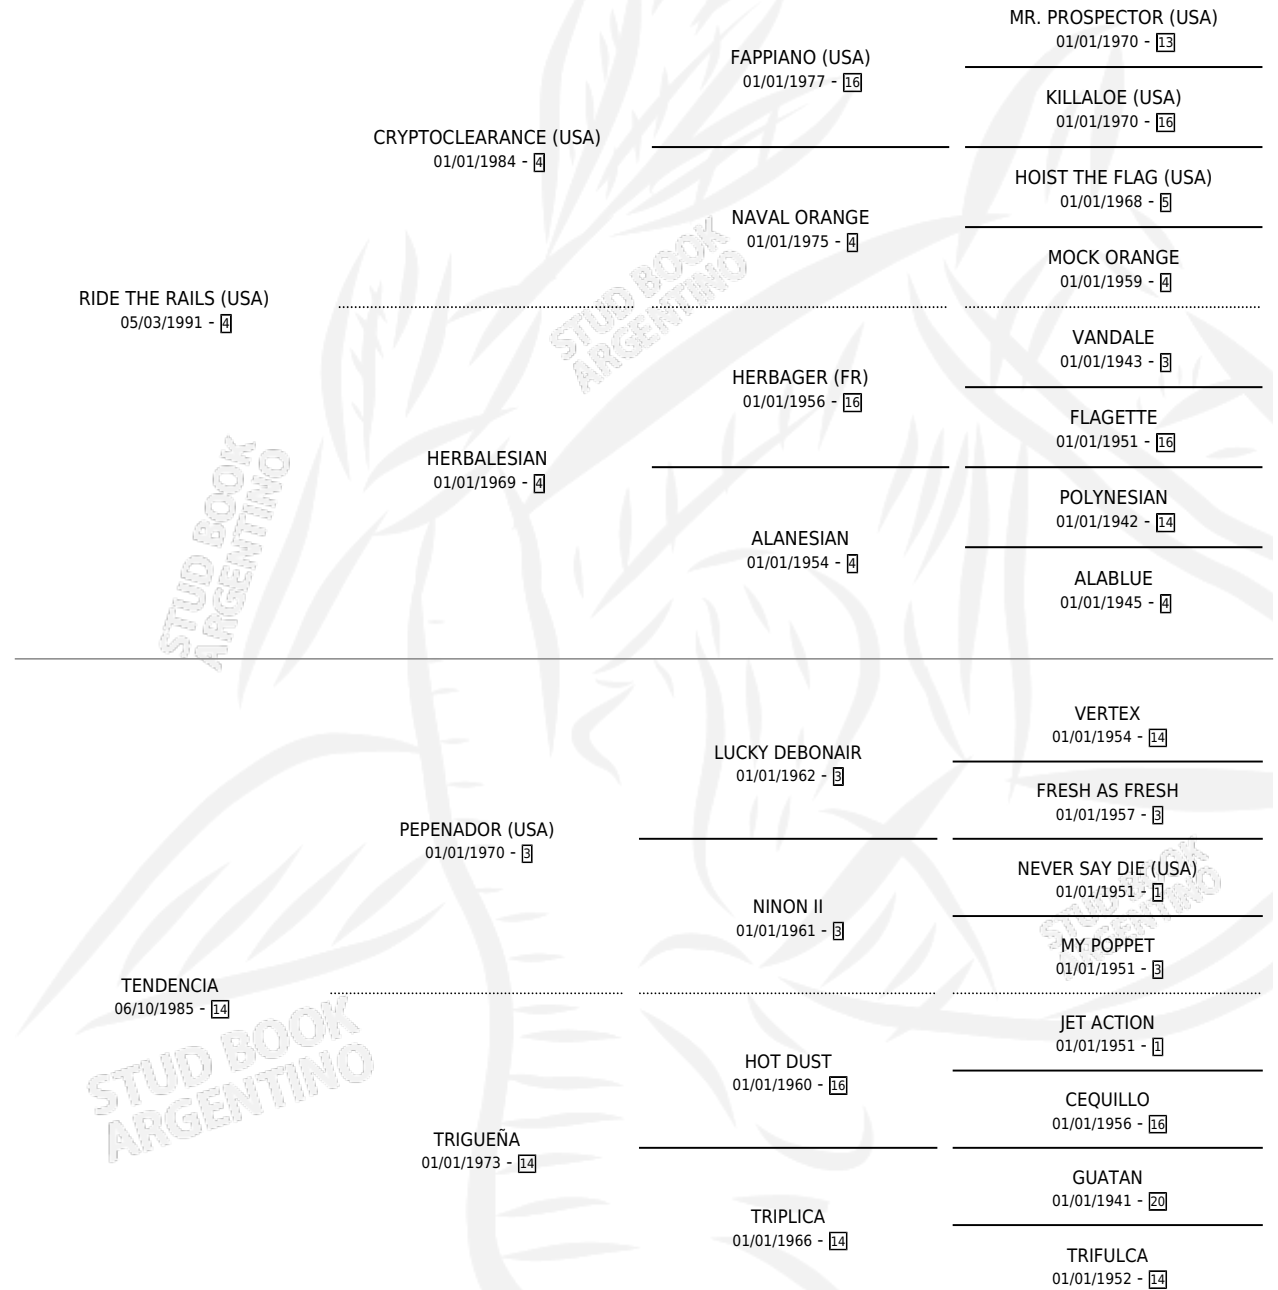 MR. PROSPECTOR (USA)
01/01/1970 - 13
FAPPIANO (USA)
01/01/1977 - 16
KILLALOE (USA)
01/01/1970 - 16
CRYPTOCLEARANCE (USA)
01/01/1984 - 4
HOIST THE FLAG (USA)
01/01/1968 - 5
NAVAL ORANGE
01/01/1975 - 4
MOCK ORANGE
01/01/1959 - 4
RIDE THE RAILS (USA)
05/03/1991 - 4
VANDALE
01/01/1943 - 3
HERBAGER (FR)
01/01/1956 - 16
FLAGETTE
01/01/1951 - 16
HERBALESIAN
01/01/1969 - 4
POLYNESIAN
01/01/1942 - 14
ALANESIAN
01/01/1954 - 4
ALABLUE
01/01/1945 - 4
VERTEX
01/01/1954 - 14
LUCKY DEBONAIR
01/01/1962 - 3
FRESH AS FRESH
01/01/1957 - 3
PEPENADOR (USA)
01/01/1970 - 3
NEVER SAY DIE (USA)
01/01/1951 - 1
NINON II
01/01/1961 - 3
MY POPPET
01/01/1951 - 3
TENDENCIA
06/10/1985 - 14
JET ACTION
01/01/1951 - 1
HOT DUST
01/01/1960 - 16
CEQUILLO
01/01/1956 - 16
TRIGUEÑA
01/01/1973 - 14
GUATAN
01/01/1941 - 20
TRIPLICA
01/01/1966 - 14
TRIFULCA
01/01/1952 - 14
STUD BOOK
ARGENTINO
STUD BOOK
ARGENTINO
STUD BOOK
ARGENTINO
STUD BOOK
ARGENTINO